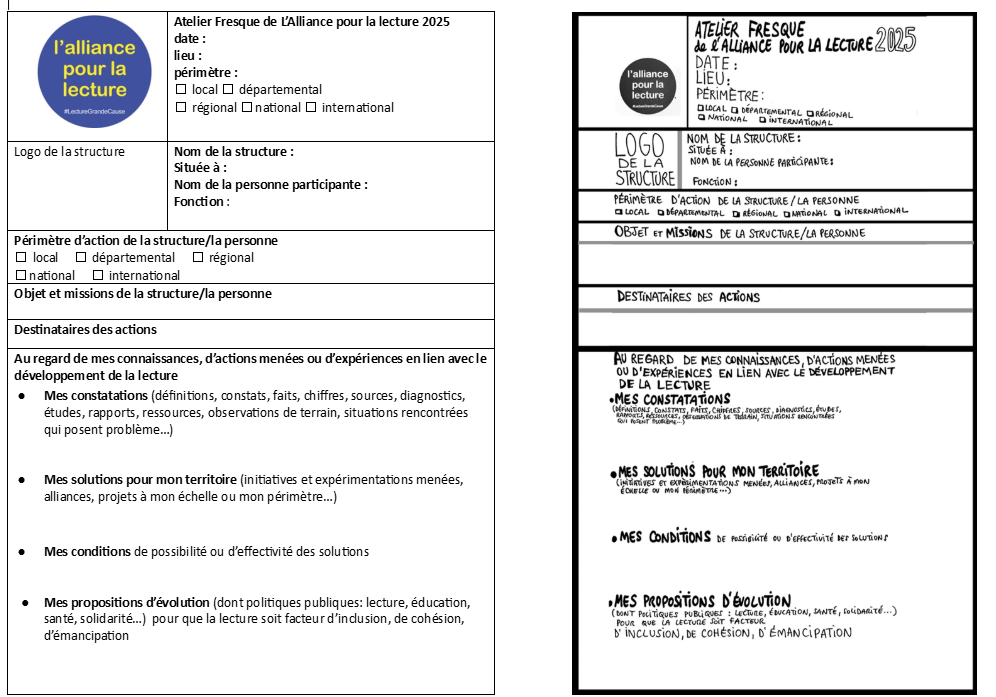 l'alliance
pour la
lecture
#LectureGrandeCause
Atelier Fresque de L'Alliance pour la lecture 2025
date :
lieu :
périmètre :
☐ local ☐ départemental
☐ régional ☐ national ☐ international
Logo de la structure
Nom de la structure :
Située à :
Nom de la personne participante :
Fonction :
Périmètre d'action de la structure/la personne
☐ local ☐ départemental ☐ régional
☐ national ☐ international
Objet et missions de la structure/la personne
Destinataires des actions
Au regard de mes connaissances, d'actions menées ou d'expériences en lien avec le
développement de la lecture
● Mes constatations (définitions, constats, faits, chiffres, sources, diagnostics,
études, rapports, ressources, observations de terrain, situations rencontrées
qui posent problème…)
● Mes solutions pour mon territoire (initiatives et expérimentations menées,
alliances, projets à mon échelle ou mon périmètre…)
● Mes conditions de possibilité ou d'effectivité des solutions
● Mes propositions d'évolution (dont politiques publiques: lecture, éducation,
santé, solidarité…) pour que la lecture soit facteur d'inclusion, de cohésion,
d'émancipation
l'alliance
pour la
lecture
#LectureGrandeCause
ATELIER FRESQUE
de L'ALLIANCE POUR LA LECTURE 2025
DATE :
LIEU :
PÉRIMÈTRE :
☐ LOCAL ☐ DÉPARTEMENTAL ☐ RÉGIONAL
☐ NATIONAL ☐ INTERNATIONAL
LOGO
DE LA
STRUCTURE
NOM DE LA STRUCTURE :
SITUÉE À :
NOM DE LA PERSONNE PARTICIPANTE :
FONCTION :
PÉRIMÈTRE D'ACTION DE LA STRUCTURE / LA PERSONNE
☐ LOCAL ☐ DÉPARTEMENTAL ☐ RÉGIONAL ☐ NATIONAL ☐ INTERNATIONAL
OBJET ET MISSIONS DE LA STRUCTURE/LA PERSONNE
DESTINATAIRES DES ACTIONS
AU REGARD DE MES CONNAISSANCES, D'ACTIONS MENÉES
OU D'EXPÉRIENCES EN LIEN AVEC LE DÉVELOPPEMENT
DE LA LECTURE
• MES CONSTATATIONS
(DÉFINITIONS, CONSTATS, FAITS, CHIFFRES, SOURCES, DIAGNOSTICS, ÉTUDES,
RAPPORTS, RESSOURCES, OBSERVATIONS DE TERRAIN, SITUATIONS RENCONTRÉES
QUI POSENT PROBLÈME...)
• MES SOLUTIONS POUR MON TERRITOIRE
(INITIATIVES ET EXPÉRIMENTATIONS MENÉES, ALLIANCES, PROJETS À MON
ÉCHELLE OU MON PÉRIMÈTRE...)
• MES CONDITIONS DE POSSIBILITÉ OU D'EFFECTIVITÉ DES SOLUTIONS
• MES PROPOSITIONS D'ÉVOLUTION
(DONT POLITIQUES PUBLIQUES : LECTURE, ÉDUCATION, SANTÉ, SOLIDARITÉ...)
POUR QUE LA LECTURE SOIT FACTEUR
D'INCLUSION, DE COHÉSION, D'ÉMANCIPATION